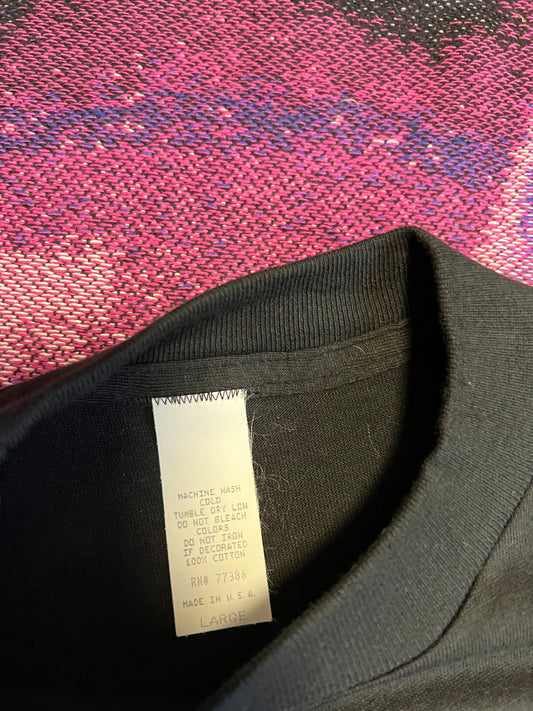 MACHINE WASH
COLD
TUMBLE DRY LOW
DO NOT BLEACH
COLORS
DO NOT IRON
IF DECORATED
100% COTTON
RN# 77386
MADE IN U.S.A.
LARGE